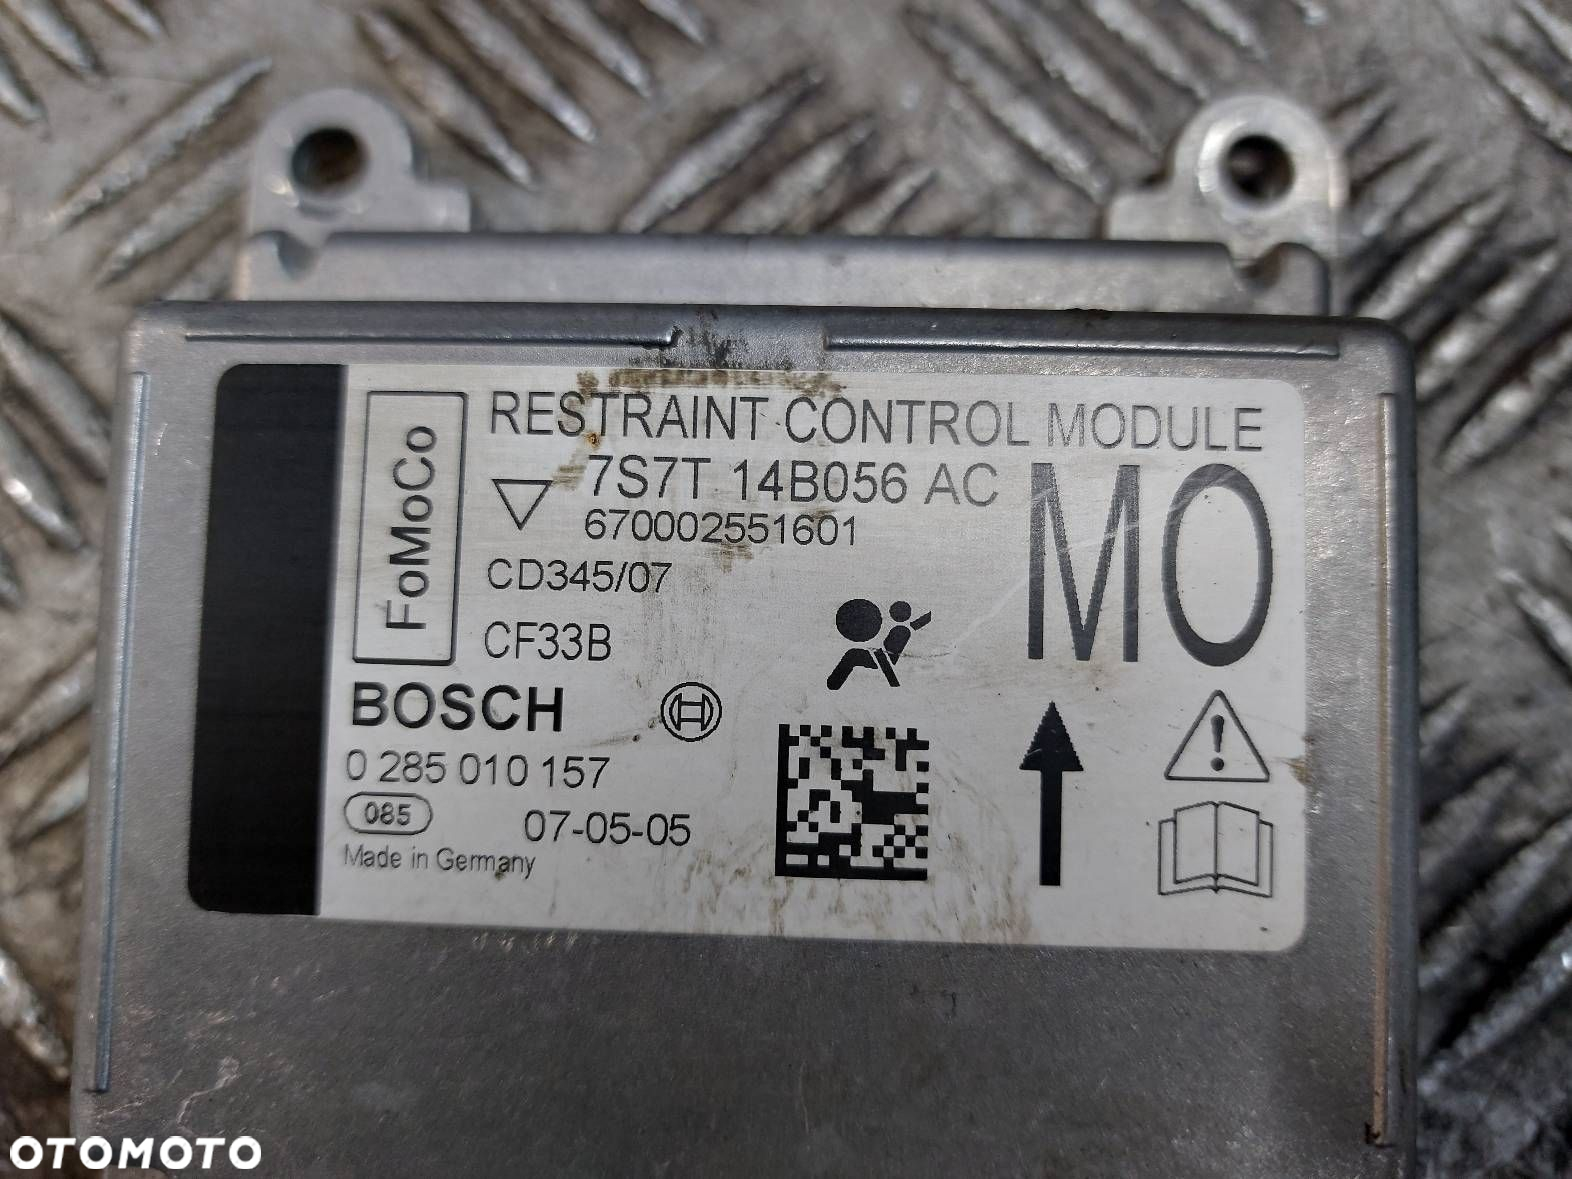 FoMoCo
RESTRAINT CONTROL MODULE
7S7T 14B056 AC
670002551601
MO
CD345/07
CF33B
BOSCH
0 285 010 157
085
07-05-05
Made in Germany
OTOMOTO